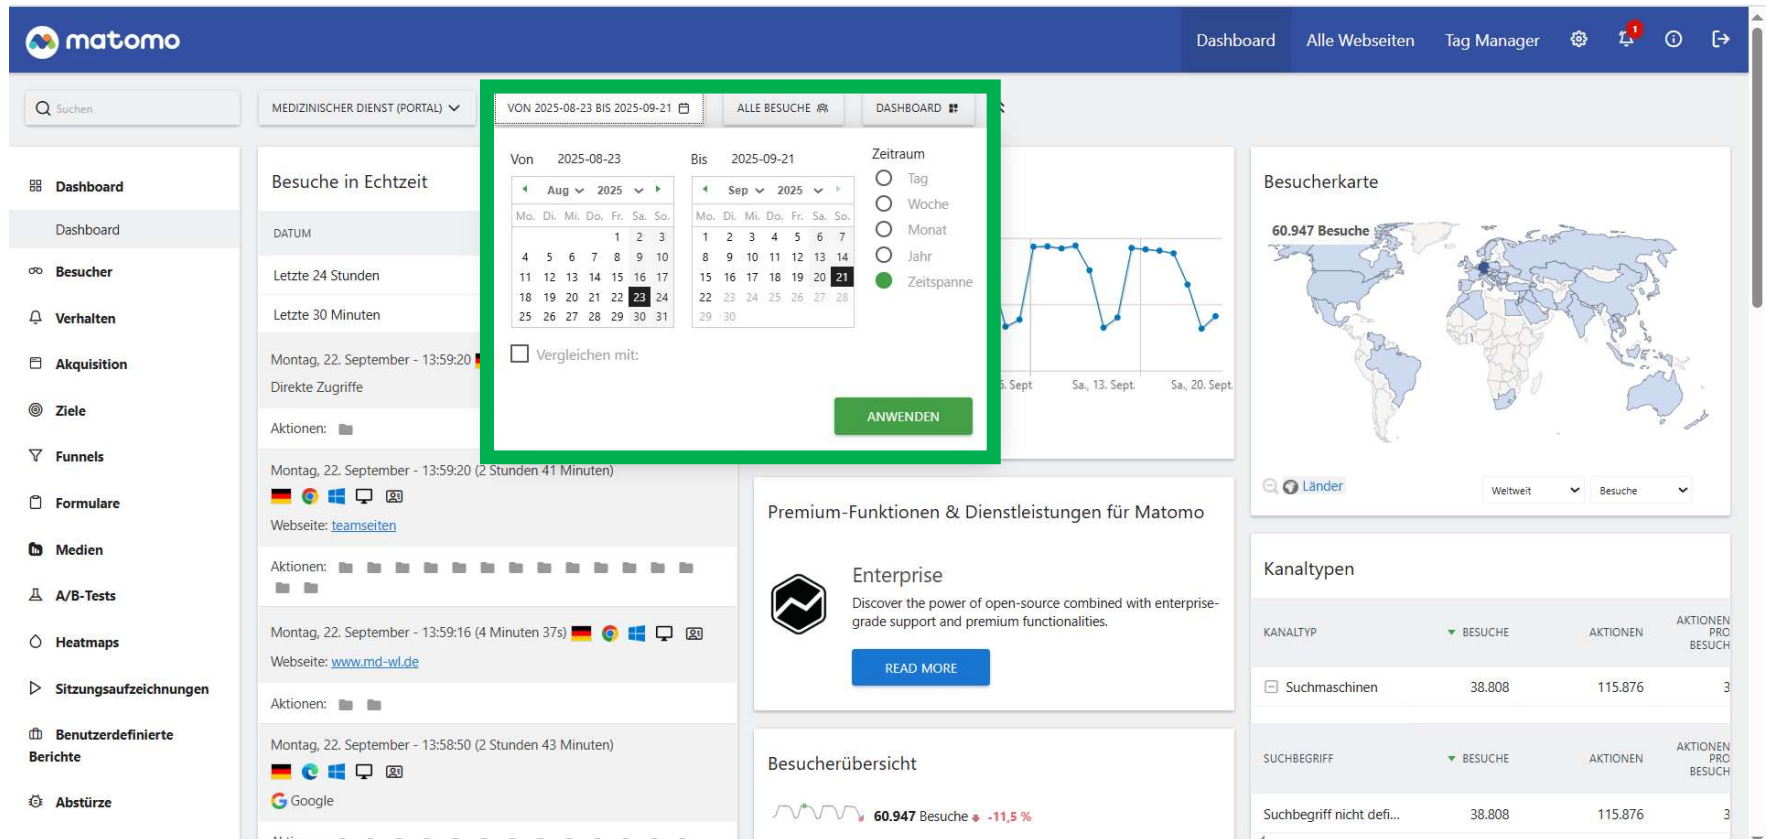 matomo
Dashboard
Alle Webseiten
Tag Manager
1
Suchen
MEDIZINISCHER DIENST (PORTAL)
VON 2025-08-23 BIS 2025-09-21
ALLE BESUCHE
DASHBOARD
Dashboard
Dashboard
Besucher
Verhalten
Akquisition
Ziele
Funnels
Formulare
Medien
A/B-Tests
Heatmaps
Sitzungsaufzeichnungen
Benutzerdefinierte
Berichte
Abstürze
Besuche in Echtzeit
DATUM
Letzte 24 Stunden
Letzte 30 Minuten
Montag, 22. September - 13:59:20
Direkte Zugriffe
Aktionen:
Montag, 22. September - 13:59:20 (2 Stunden 41 Minuten)
Webseite: teamseiten
Aktionen:
Montag, 22. September - 13:59:16 (4 Minuten 37s)
Webseite: www.md-wl.de
Aktionen:
Montag, 22. September - 13:58:50 (2 Stunden 43 Minuten)
Google
Von 2025-08-23
Aug 2025
Mo. Di. Mi. Do. Fr. Sa. So.
1 2 3
4 5 6 7 8 9 10
11 12 13 14 15 16 17
18 19 20 21 22 23 24
25 26 27 28 29 30 31
Bis 2025-09-21
Sep 2025
Mo. Di. Mi. Do. Fr. Sa. So.
1 2 3 4 5 6 7
8 9 10 11 12 13 14
15 16 17 18 19 20 21
22 23 24 25 26 27 28
29 30
Zeitraum
Tag
Woche
Monat
Jahr
Zeitspanne
Vergleichen mit:
ANWENDEN
Sept
Sa., 13. Sept.
Sa., 20. Sept.
Premium-Funktionen & Dienstleistungen für Matomo
Enterprise
Discover the power of open-source combined with enterprise-
grade support and premium functionalities.
READ MORE
Besucherübersicht
60.947 Besuche -11,5 %
Besucherkarte
60.947 Besuche
Länder
Weltweit
Besuche
Kanaltypen
KANALTYP
BESUCHE
AKTIONEN
AKTIONEN
PRO
BESUCH
Suchmaschinen 38.808 115.876 3
SUCHBEGRIFF
BESUCHE
AKTIONEN
AKTIONEN
PRO
BESUCH
Suchbegriff nicht defi... 38.808 115.876 3